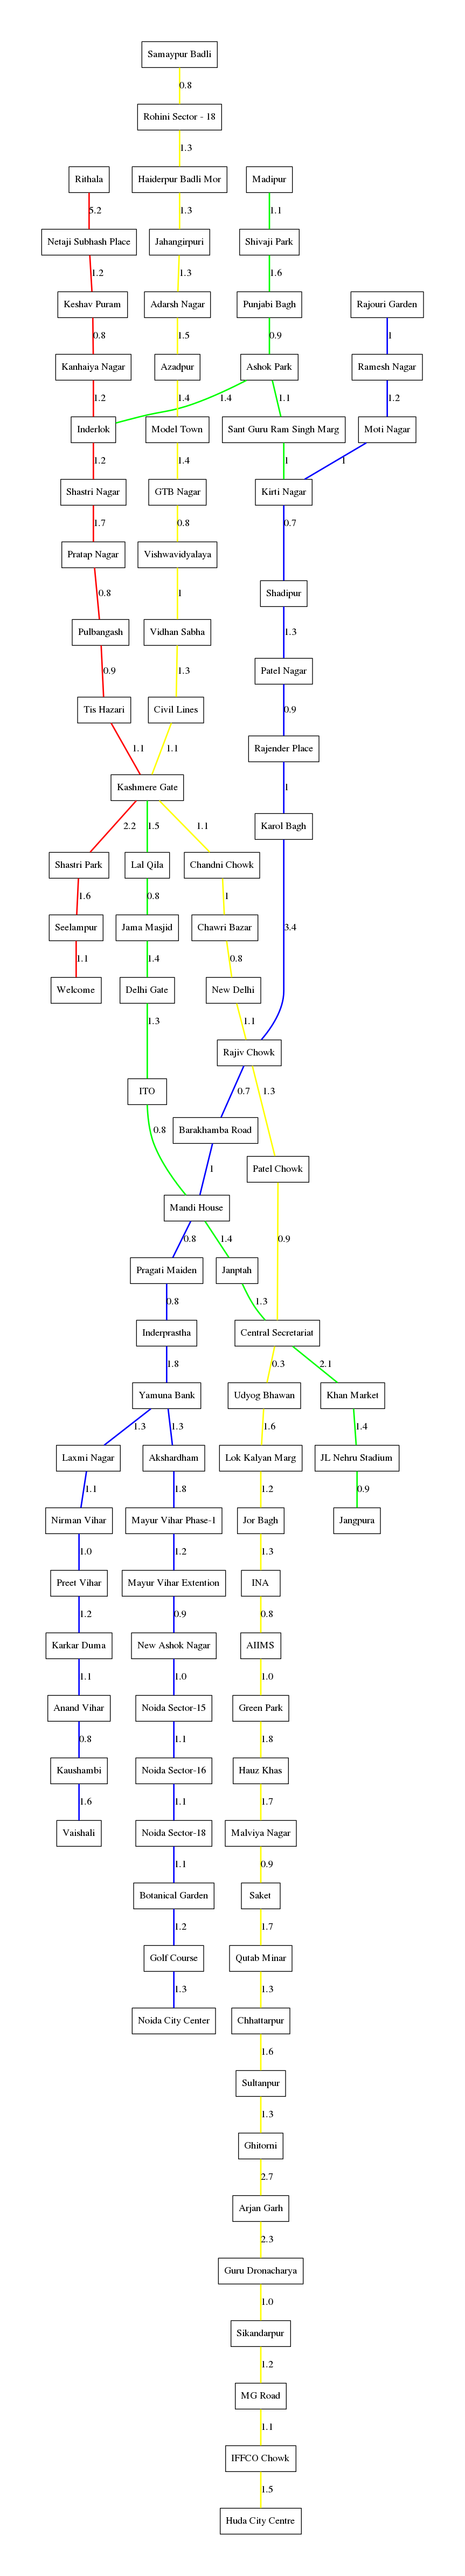 Samaypur Badli
0.8
Rohini Sector - 18
1.3
Rithala Haiderpur Badli Mor Madipur
5.2 1.3 1.1
Netaji Subhash Place Jahangirpuri Shivaji Park
1.2 1.3 1.6
Keshav Puram Adarsh Nagar Punjabi Bagh Rajouri Garden
0.8 1.5 0.9 1
Kanhaiya Nagar Azadpur Ashok Park Ramesh Nagar
1.2 1.4 1.4 1.1 1.2
Inderlok Model Town Sant Guru Ram Singh Marg Moti Nagar
1.2 1.4 1 1
Shastri Nagar GTB Nagar Kirti Nagar
1.7 0.8 0.7
Pratap Nagar Vishwavidyalaya
0.8 1 Shadipur
Pulbangash Vidhan Sabha 1.3
0.9 1.3 Patel Nagar
Tis Hazari Civil Lines 0.9
1.1 1.1 Rajender Place
Kashmere Gate 1
2.2 1.5 1.1 Karol Bagh
Shastri Park Lal Qila Chandni Chowk
1.6 0.8 1 3.4
Seelampur Jama Masjid Chawri Bazar
1.1 1.4 0.8
Welcome Delhi Gate New Delhi
1.3 1.1
Rajiv Chowk
ITO 0.7 1.3
0.8 Barakhamba Road
1 Patel Chowk
Mandi House
0.8 1.4 0.9
Pragati Maiden Janptah
0.8 1.3
Inderprastha Central Secretariat
1.8 0.3 2.1
Yamuna Bank Udyog Bhawan Khan Market
1.3 1.3 1.6 1.4
Laxmi Nagar Akshardham Lok Kalyan Marg JL Nehru Stadium
1.1 1.8 1.2 0.9
Nirman Vihar Mayur Vihar Phase-1 Jor Bagh Jangpura
1.0 1.2 1.3
Preet Vihar Mayur Vihar Extention INA
1.2 0.9 0.8
Karkar Duma New Ashok Nagar AIIMS
1.1 1.0 1.0
Anand Vihar Noida Sector-15 Green Park
0.8 1.1 1.8
Kaushambi Noida Sector-16 Hauz Khas
1.6 1.1 1.7
Vaishali Noida Sector-18 Malviya Nagar
1.1 0.9
Botanical Garden Saket
1.2 1.7
Golf Course Qutab Minar
1.3 1.3
Noida City Center Chhattarpur
1.6
Sultanpur
1.3
Ghitorni
2.7
Arjan Garh
2.3
Guru Dronacharya
1.0
Sikandarpur
1.2
MG Road
1.1
IFFCO Chowk
1.5
Huda City Centre